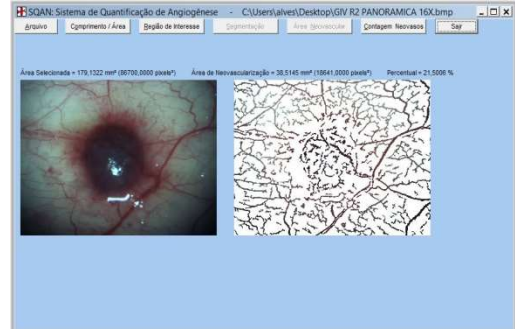 SQAN: Sistema de Quantificação de Angiogênese - C:\Users\alves\Desktop\GIV R2 PANORAMICA 16X.bmp
Arquivo Comprimento / Área Região de Interesse Segmentação Área Neovascular Contagem Neovasos Sair
Área Selecionada = 179,1322 mm² (86700,0000 pixels²) Área de Neovascularização = 38,5145 mm² (18641,0000 pixels²) Percentual = 21,5006 %